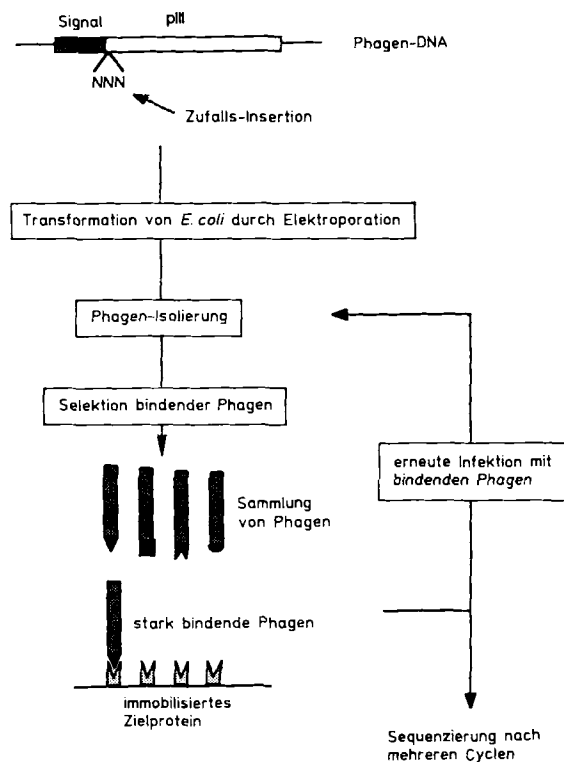 Signal
pIII
Phagen-DNA
NNN
Zufalls-Insertion
Transformation von E. coli durch Elektroporation
Phagen-Isolierung
Selektion bindender Phagen
erneute Infektion mit
bindenden Phagen
Sammlung
von Phagen
stark bindende Phagen
immobilisiertes
Zielprotein
Sequenzierung nach
mehreren Cyclen